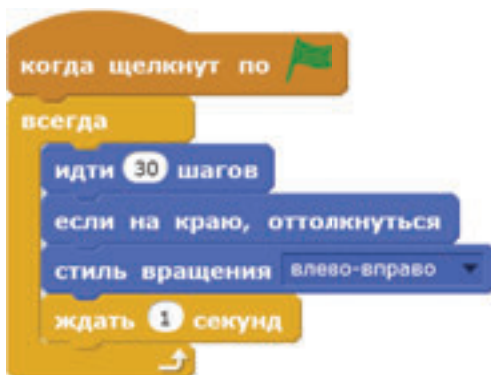 когда щелкнут по
всегда
идти 30 шагов
если на краю, оттолкнуться
стиль вращения влево-вправо
ждать 1 секунд